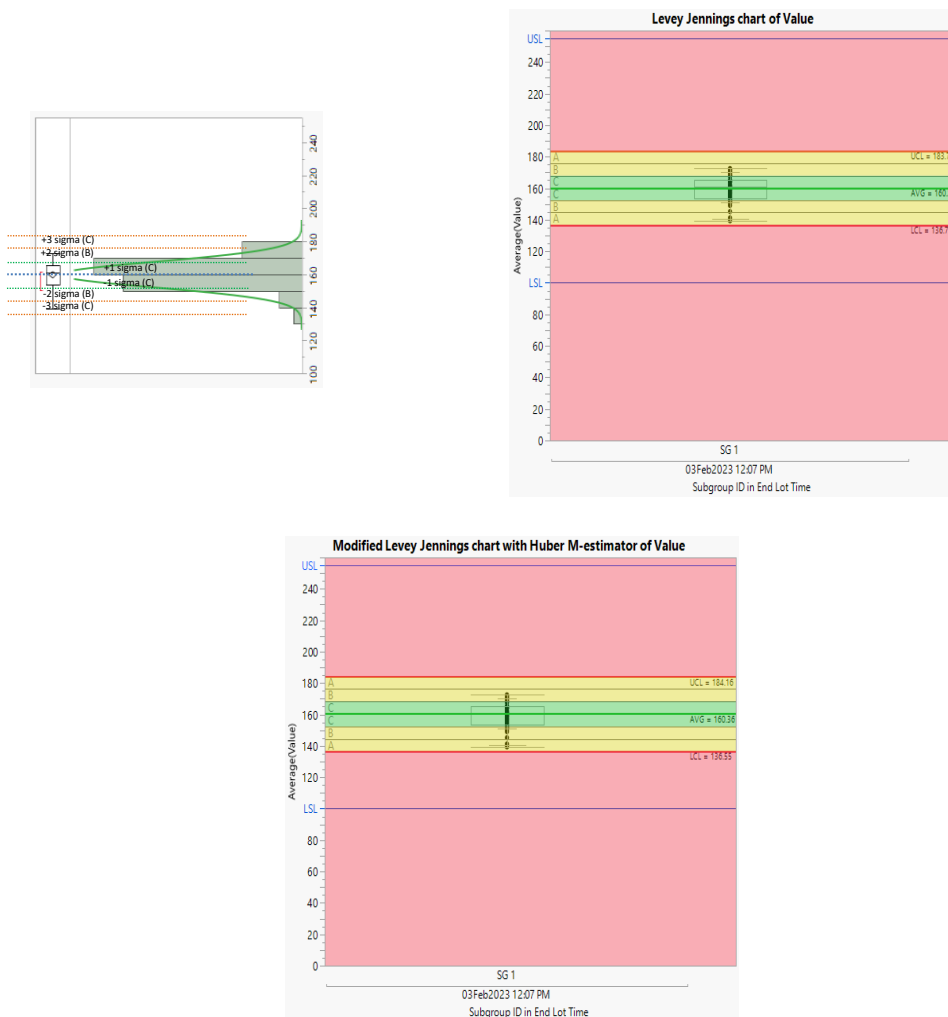 Levey Jennings chart of Value
USL
240
220
200
180
160
140
120
LSL
80
60
40
20
0
Average(Value)
A
B
C
C
B
A
UCL = 183.
AVG = 160.
LCL = 136.7
SG 1
03Feb2023 12:07 PM
Subgroup ID in End Lot Time
+3 sigma (C)
+2 sigma (B)
+1 sigma (C)
-1 sigma (C)
-2 sigma (B)
-3 sigma (C)
240
220
200
180
160
140
120
100
Modified Levey Jennings chart with Huber M-estimator of Value
USL
240
220
200
180
160
140
120
LSL
80
60
40
20
0
Average(Value)
A
B
C
C
B
A
UCL = 184.16
AVG = 160.36
LCL = 136.55
SG 1
03Feb2023 12:07 PM
Subgroup ID in End Lot Time